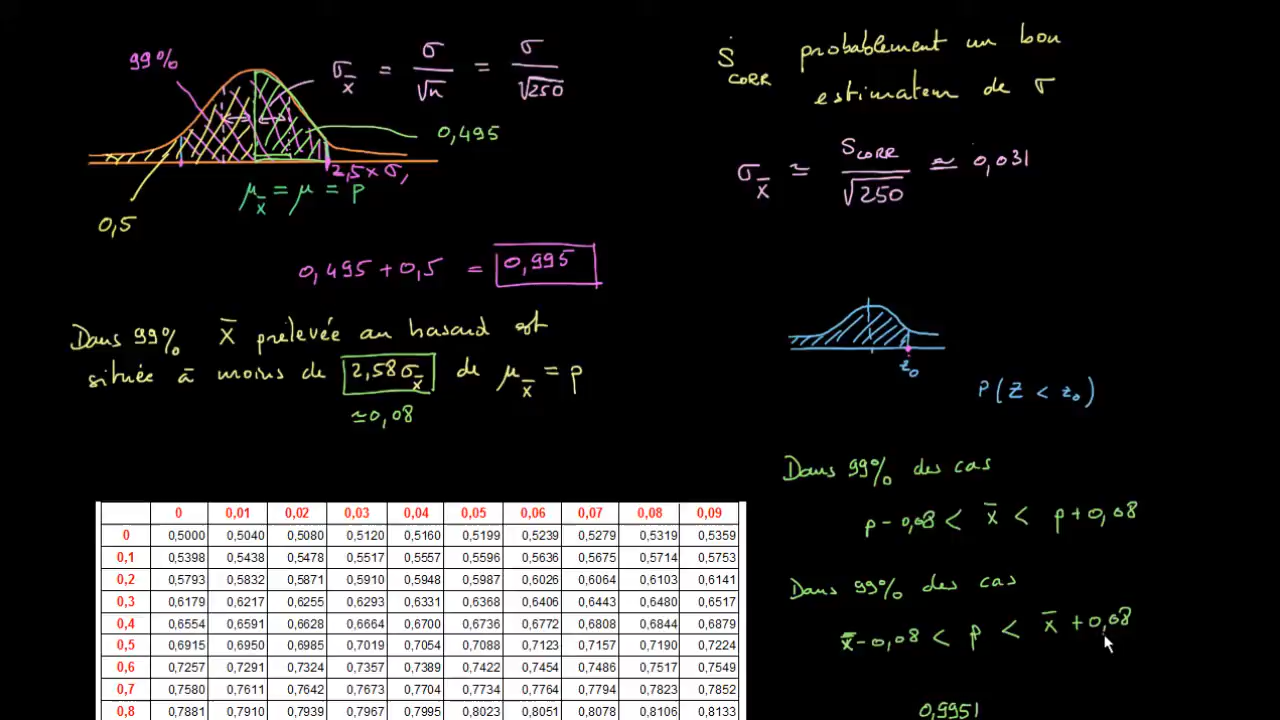 99%
σx̄ = σ/√n = σ/√250
0,495
2,5×σ,
μx̄ = μ = p
0,5
0,495 + 0,5 = 0,995
Dans 99% X̄ prélevée au hasard est
située à moins de 2,58σx̄ de μx̄ = p
≃0,08
S CORR probablement un bon
estimateur de σ
σX̄ ≃ SCORR/√250 ≃ 0,031
z₀
P(Z < z₀)
Dans 99% des cas
p-0,08 < x̄ < p+0,08
Dans 99% des cas
x̄-0,08 < p < x̄+0,08
0,9951
0 0,01 0,02 0,03 0,04 0,05 0,06 0,07 0,08 0,09
0 0,5000 0,5040 0,5080 0,5120 0,5160 0,5199 0,5239 0,5279 0,5319 0,5359
0,1 0,5398 0,5438 0,5478 0,5517 0,5557 0,5596 0,5636 0,5675 0,5714 0,5753
0,2 0,5793 0,5832 0,5871 0,5910 0,5948 0,5987 0,6026 0,6064 0,6103 0,6141
0,3 0,6179 0,6217 0,6255 0,6293 0,6331 0,6368 0,6406 0,6443 0,6480 0,6517
0,4 0,6554 0,6591 0,6628 0,6664 0,6700 0,6736 0,6772 0,6808 0,6844 0,6879
0,5 0,6915 0,6950 0,6985 0,7019 0,7054 0,7088 0,7123 0,7157 0,7190 0,7224
0,6 0,7257 0,7291 0,7324 0,7357 0,7389 0,7422 0,7454 0,7486 0,7517 0,7549
0,7 0,7580 0,7611 0,7642 0,7673 0,7704 0,7734 0,7764 0,7794 0,7823 0,7852
0,8 0,7881 0,7910 0,7939 0,7967 0,7995 0,8023 0,8051 0,8078 0,8106 0,8133